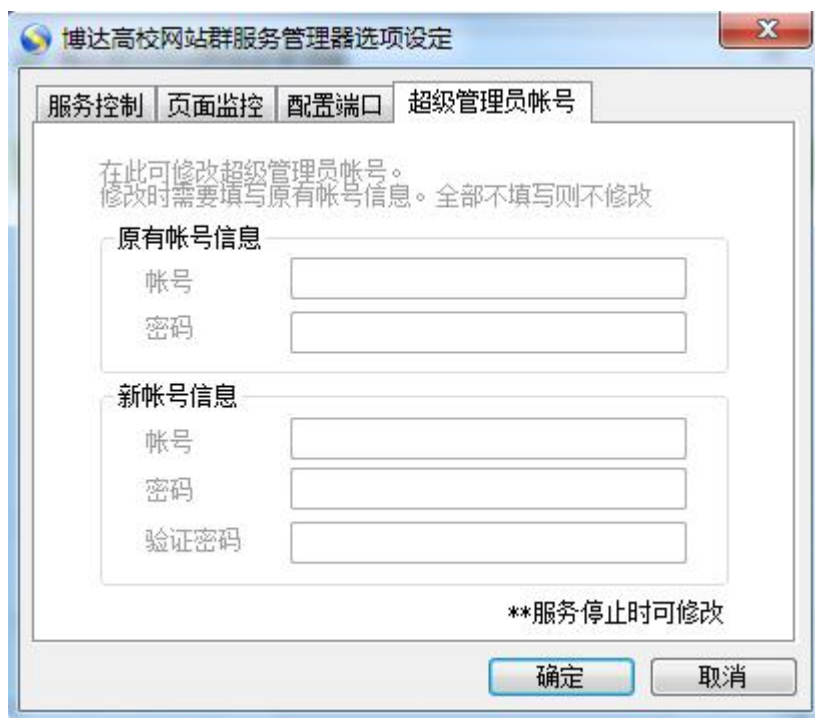 博达高校网站群服务管理器选项设定
服务控制 页面监控 配置端口 超级管理员帐号
在此可修改超级管理员帐号。
修改时需要填写原有帐号信息。全部不填写则不修改
原有帐号信息
帐号
密码
新帐号信息
帐号
密码
验证密码
**服务停止时可修改
确定 取消